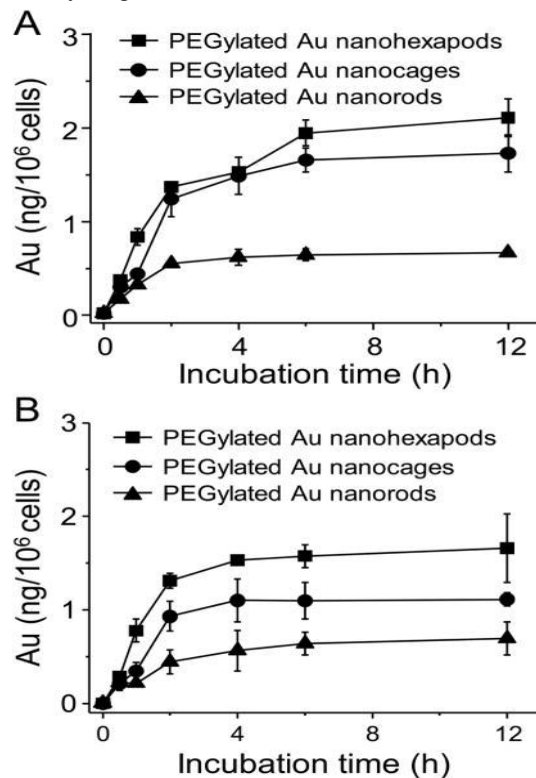 A
3
2
1
0
Au (ng/10⁶ cells)
PEGylated Au nanohexapods
PEGylated Au nanocages
PEGylated Au nanorods
0 4 8 12
Incubation time (h)
B
3
2
1
0
Au (ng/10⁶ cells)
PEGylated Au nanohexapods
PEGylated Au nanocages
PEGylated Au nanorods
0 4 8 12
Incubation time (h)